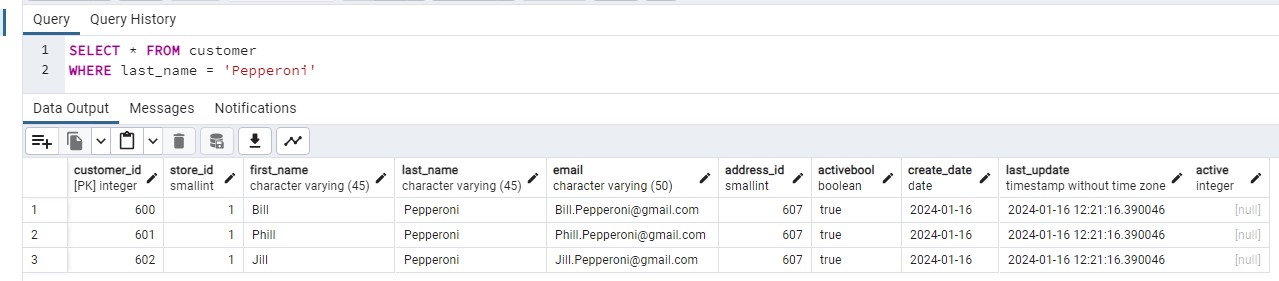 Query Query History
1 SELECT * FROM customer
2 WHERE last_name = 'Pepperoni'
Data Output Messages Notifications
customer_id store_id first_name last_name email address_id activebool create_date last_update active
[PK] integer smallint character varying (45) character varying (45) character varying (50) smallint boolean date timestamp without time zone integer
1 600 1 Bill Pepperoni Bill.Pepperoni@gmail.com 607 true 2024-01-16 2024-01-16 12:21:16.390046 [null]
2 601 1 Phill Pepperoni Phill.Pepperoni@gmail.com 607 true 2024-01-16 2024-01-16 12:21:16.390046 [null]
3 602 1 Jill Pepperoni Jill.Pepperoni@gmail.com 607 true 2024-01-16 2024-01-16 12:21:16.390046 [null]